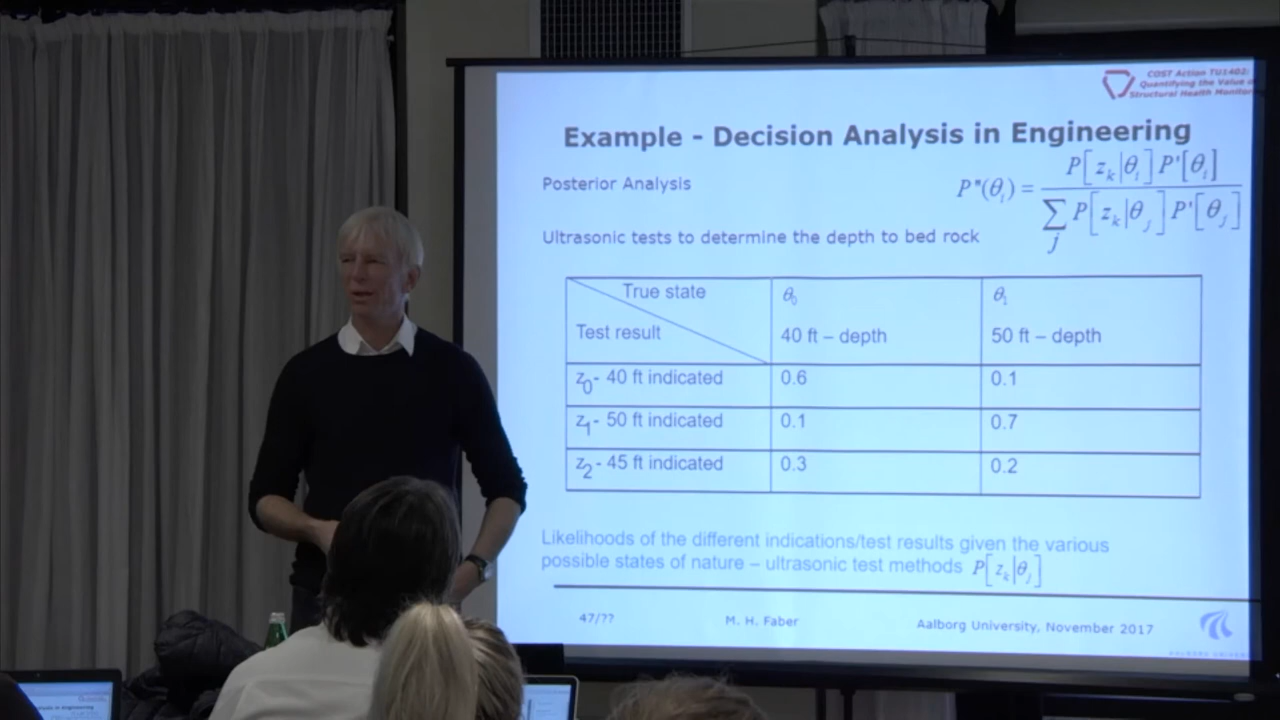 COST Action TU1402:
Quantifying the Value
Structural Health Monitor
Example - Decision Analysis in Engineering
Posterior Analysis
P"(θᵢ) = P[zₖ|θᵢ] P'[θᵢ] / ∑ⱼ P[zₖ|θⱼ] P'[θⱼ]
Ultrasonic tests to determine the depth to bed rock
True state θ₀ θ₁
Test result 40 ft – depth 50 ft – depth
z₀- 40 ft indicated 0.6 0.1
z₁- 50 ft indicated 0.1 0.7
z₂- 45 ft indicated 0.3 0.2
Likelihoods of the different indications/test results given the various
possible states of nature – ultrasonic test methods P[zₖ|θⱼ]
47/?? M. H. Faber Aalborg University, November 2017